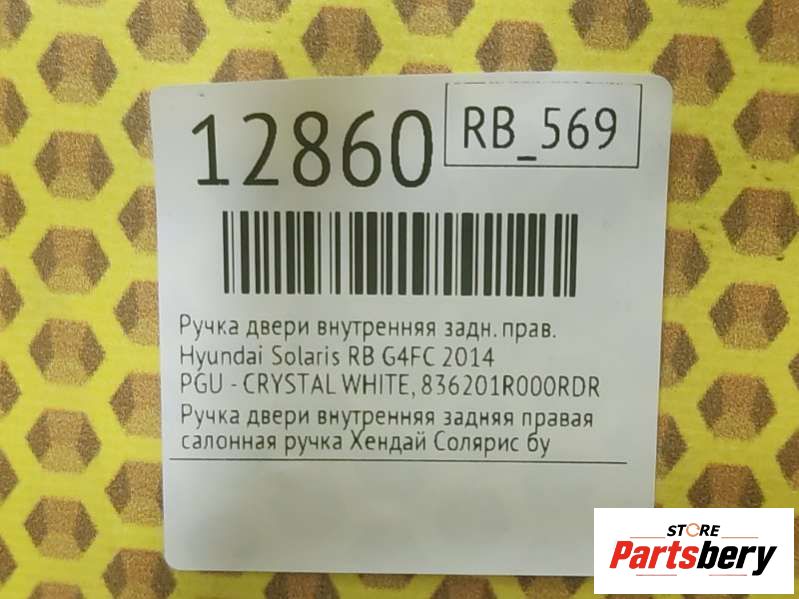 12860
RB_569
Ручка двери внутренняя задн. прав.
Hyundai Solaris RB G4FC 2014
PGU - CRYSTAL WHITE, 836201R000RDR
Ручка двери внутренняя задняя правая
салонная ручка Хендай Солярис бу
STORE
Partsbery